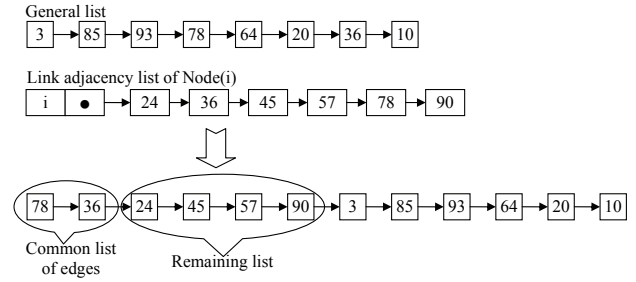 General list
3 85 93 78 64 20 36 10
Link adjacency list of Node(i)
i 24 36 45 57 78 90
78 36 24 45 57 90 3 85 93 64 20 10
Common list
of edges
Remaining list